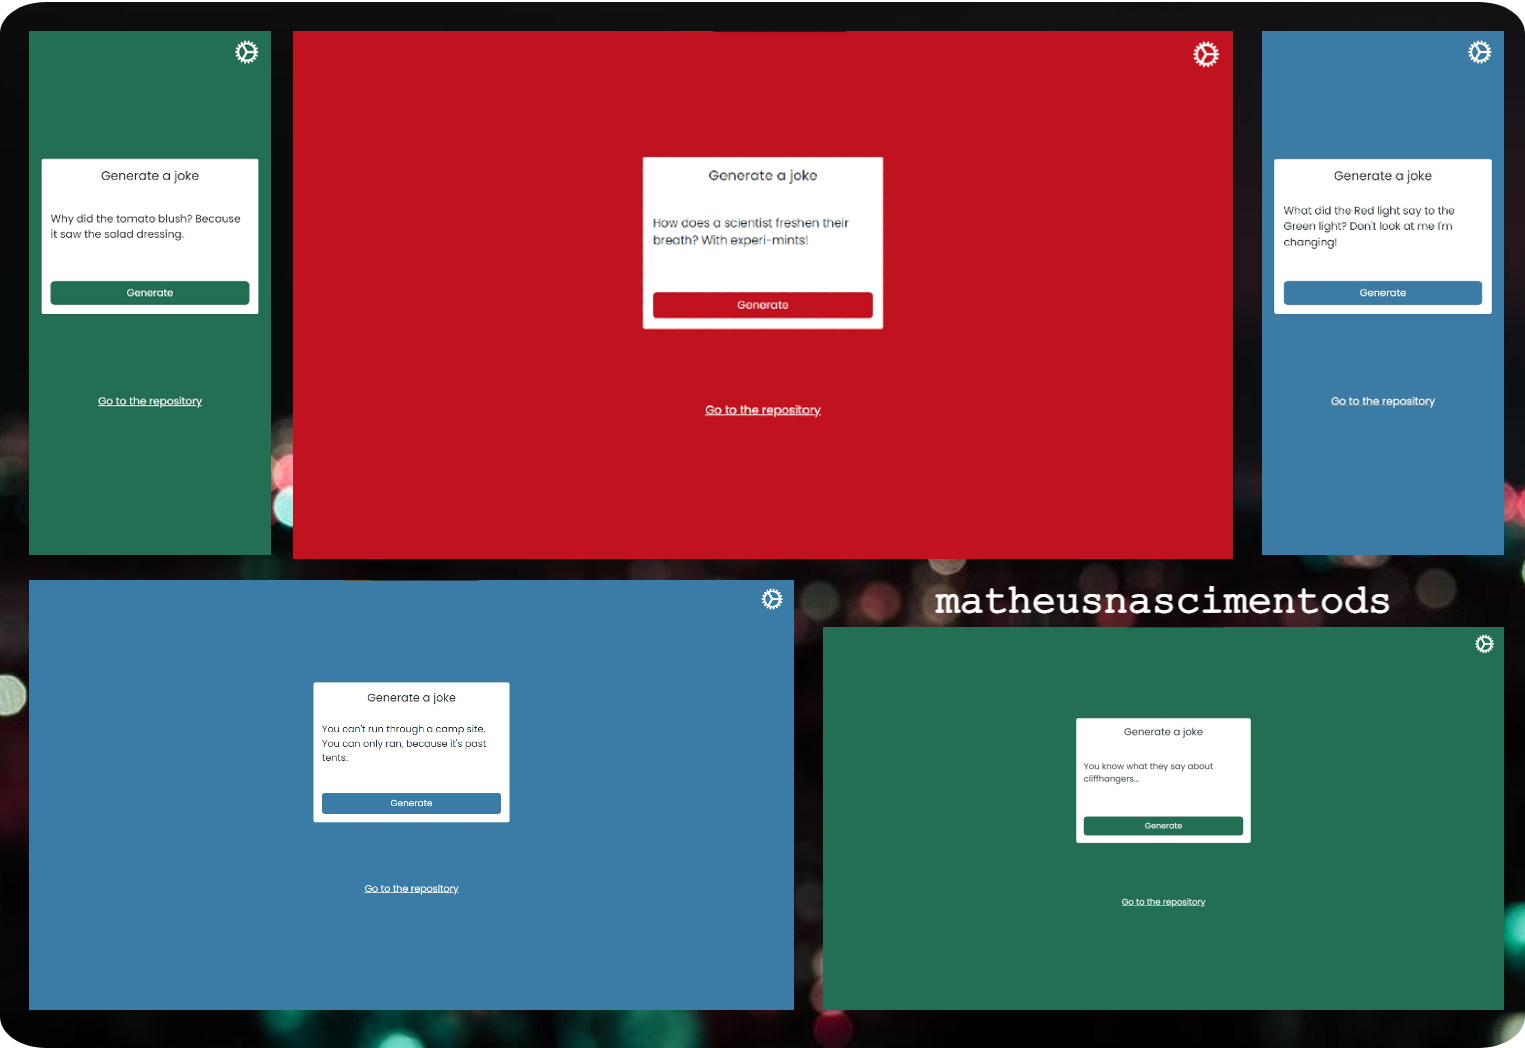 Generate a joke
Why did the tomato blush? Because
it saw the salad dressing.
Generate
Go to the repository
Generate a joke
How does a scientist freshen their
breath? With experi-mints!
Generate
Go to the repository
Generate a joke
What did the Red light say to the
Green light? Don't look at me I'm
changing!
Generate
Go to the repository
Generate a joke
You can't run through a camp site.
You can only ran, because it's past
tents.
Generate
Go to the repository
matheusnascimentods
Generate a joke
You know what they say about
cliffhangers...
Generate
Go to the repository